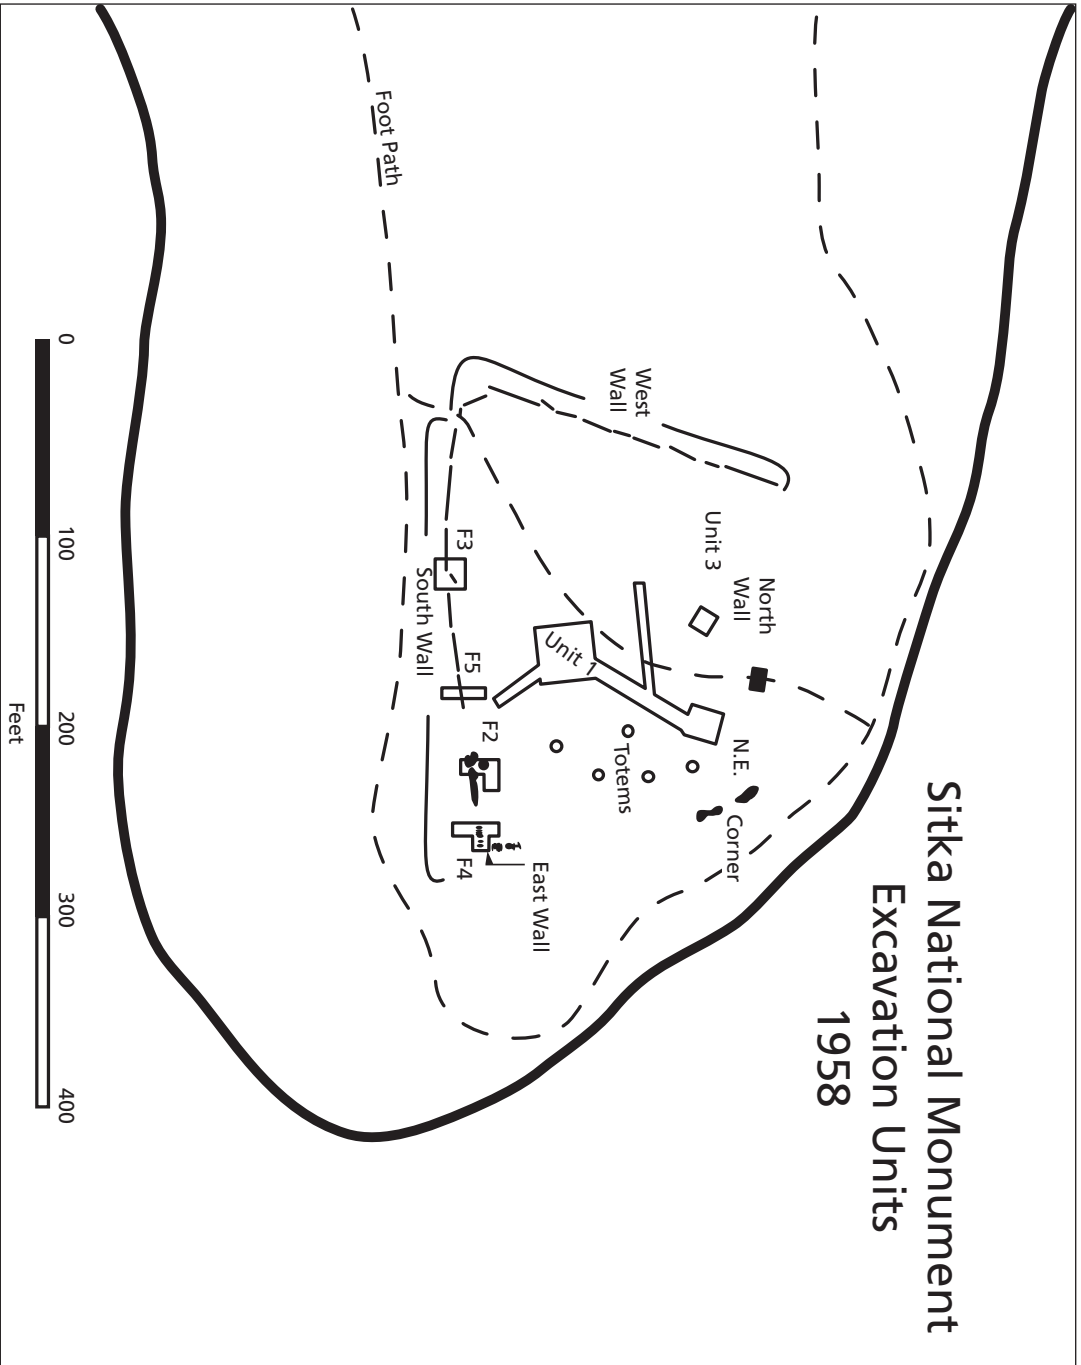 Sitka National Monument
Excavation Units
1958
North
Wall
N.E.
Corner
Unit 3
West
Wall
Totems
Unit 1
East Wall
F2
F5
F3
F4
South Wall
Foot Path
0
100
200
300
400
Feet